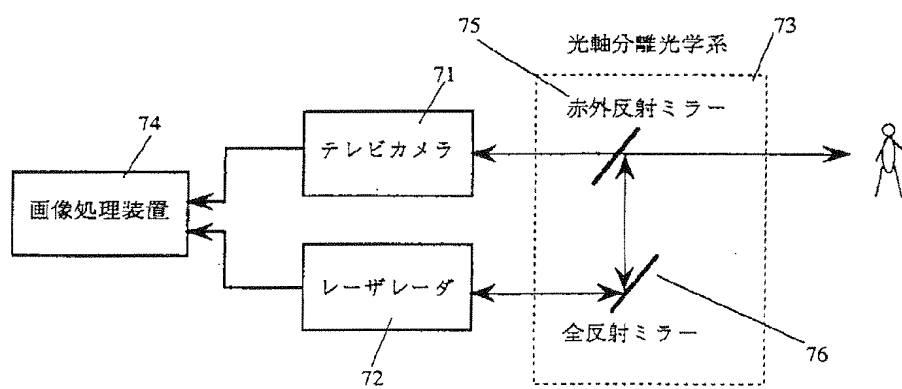 75
光軸分離光学系
73
71
赤外反射ミラー
74
テレビカメラ
画像処理装置
レーザレーダ
全反射ミラー
72
76